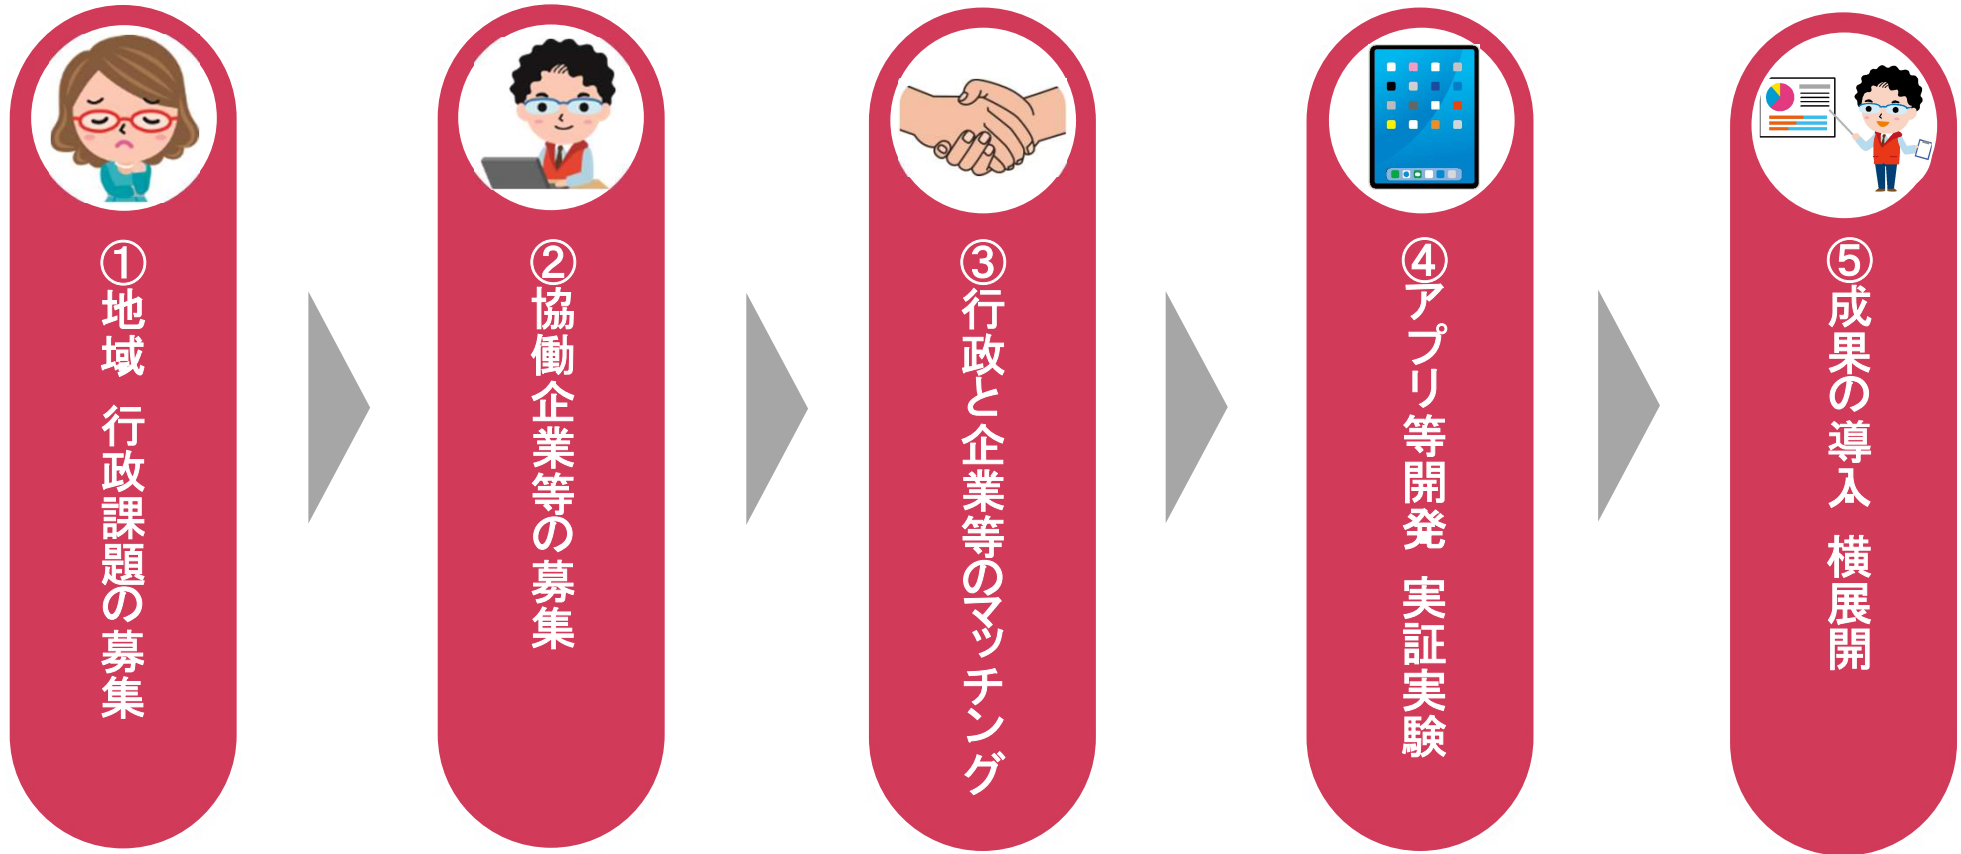 ①地域 行政課題の募集
②協働企業等の募集
③行政と企業等のマッチング
④アプリ等開発 実証実験
⑤成果の導入 横展開